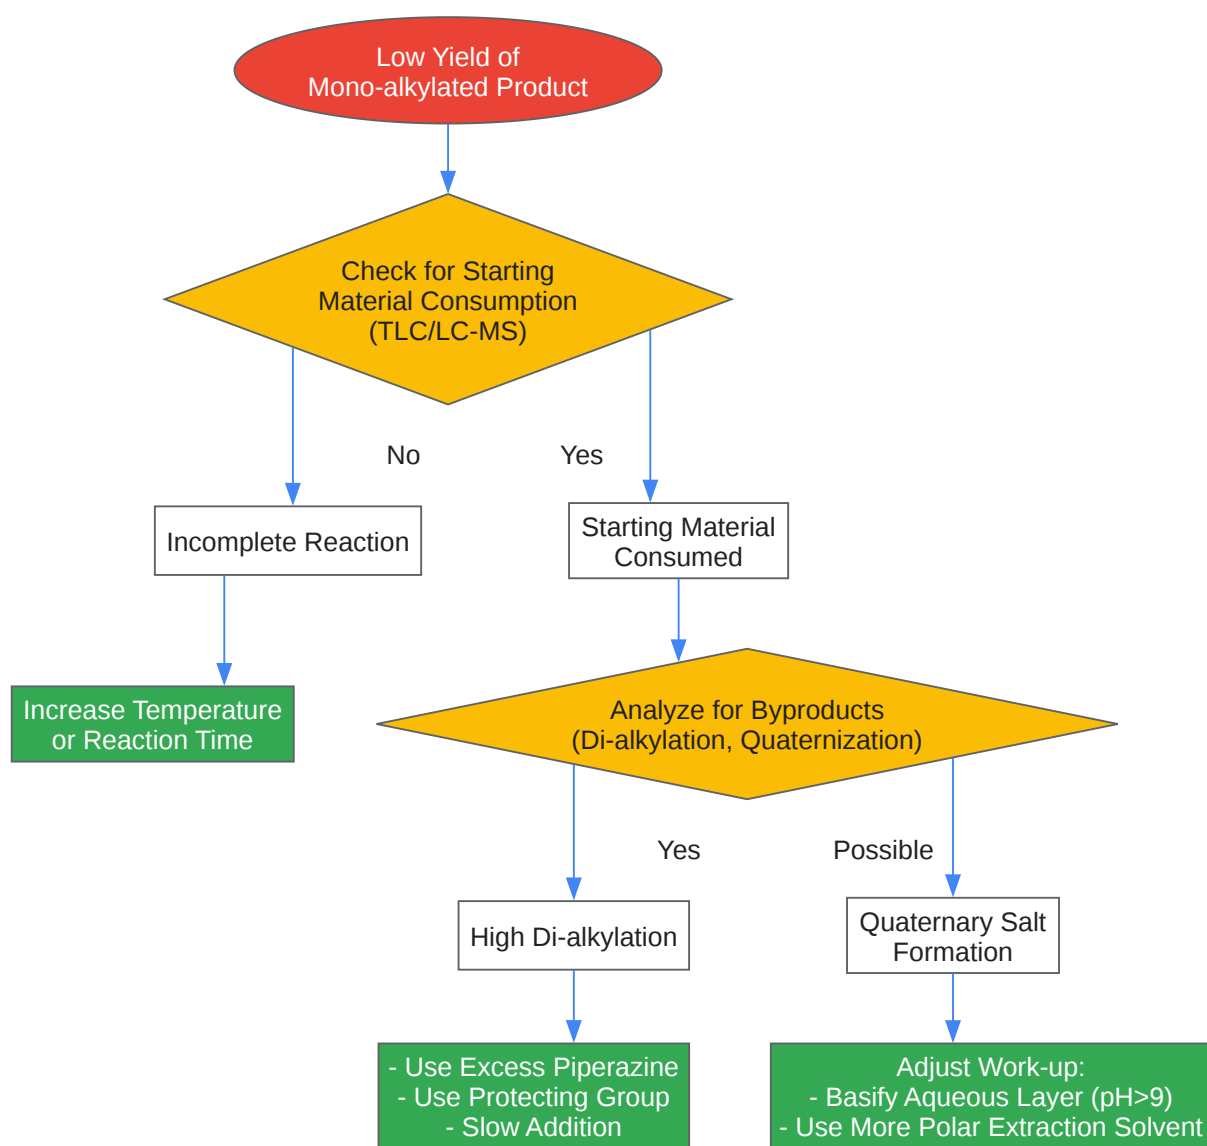 Low Yield of
Mono-alkylated Product
Check for Starting
Material Consumption
(TLC/LC-MS)
No
Yes
Incomplete Reaction
Starting Material
Consumed
Increase Temperature
or Reaction Time
Analyze for Byproducts
(Di-alkylation, Quaternization)
Yes
Possible
High Di-alkylation
Quaternary Salt
Formation
- Use Excess Piperazine
- Use Protecting Group
- Slow Addition
Adjust Work-up:
- Basify Aqueous Layer (pH>9)
- Use More Polar Extraction Solvent